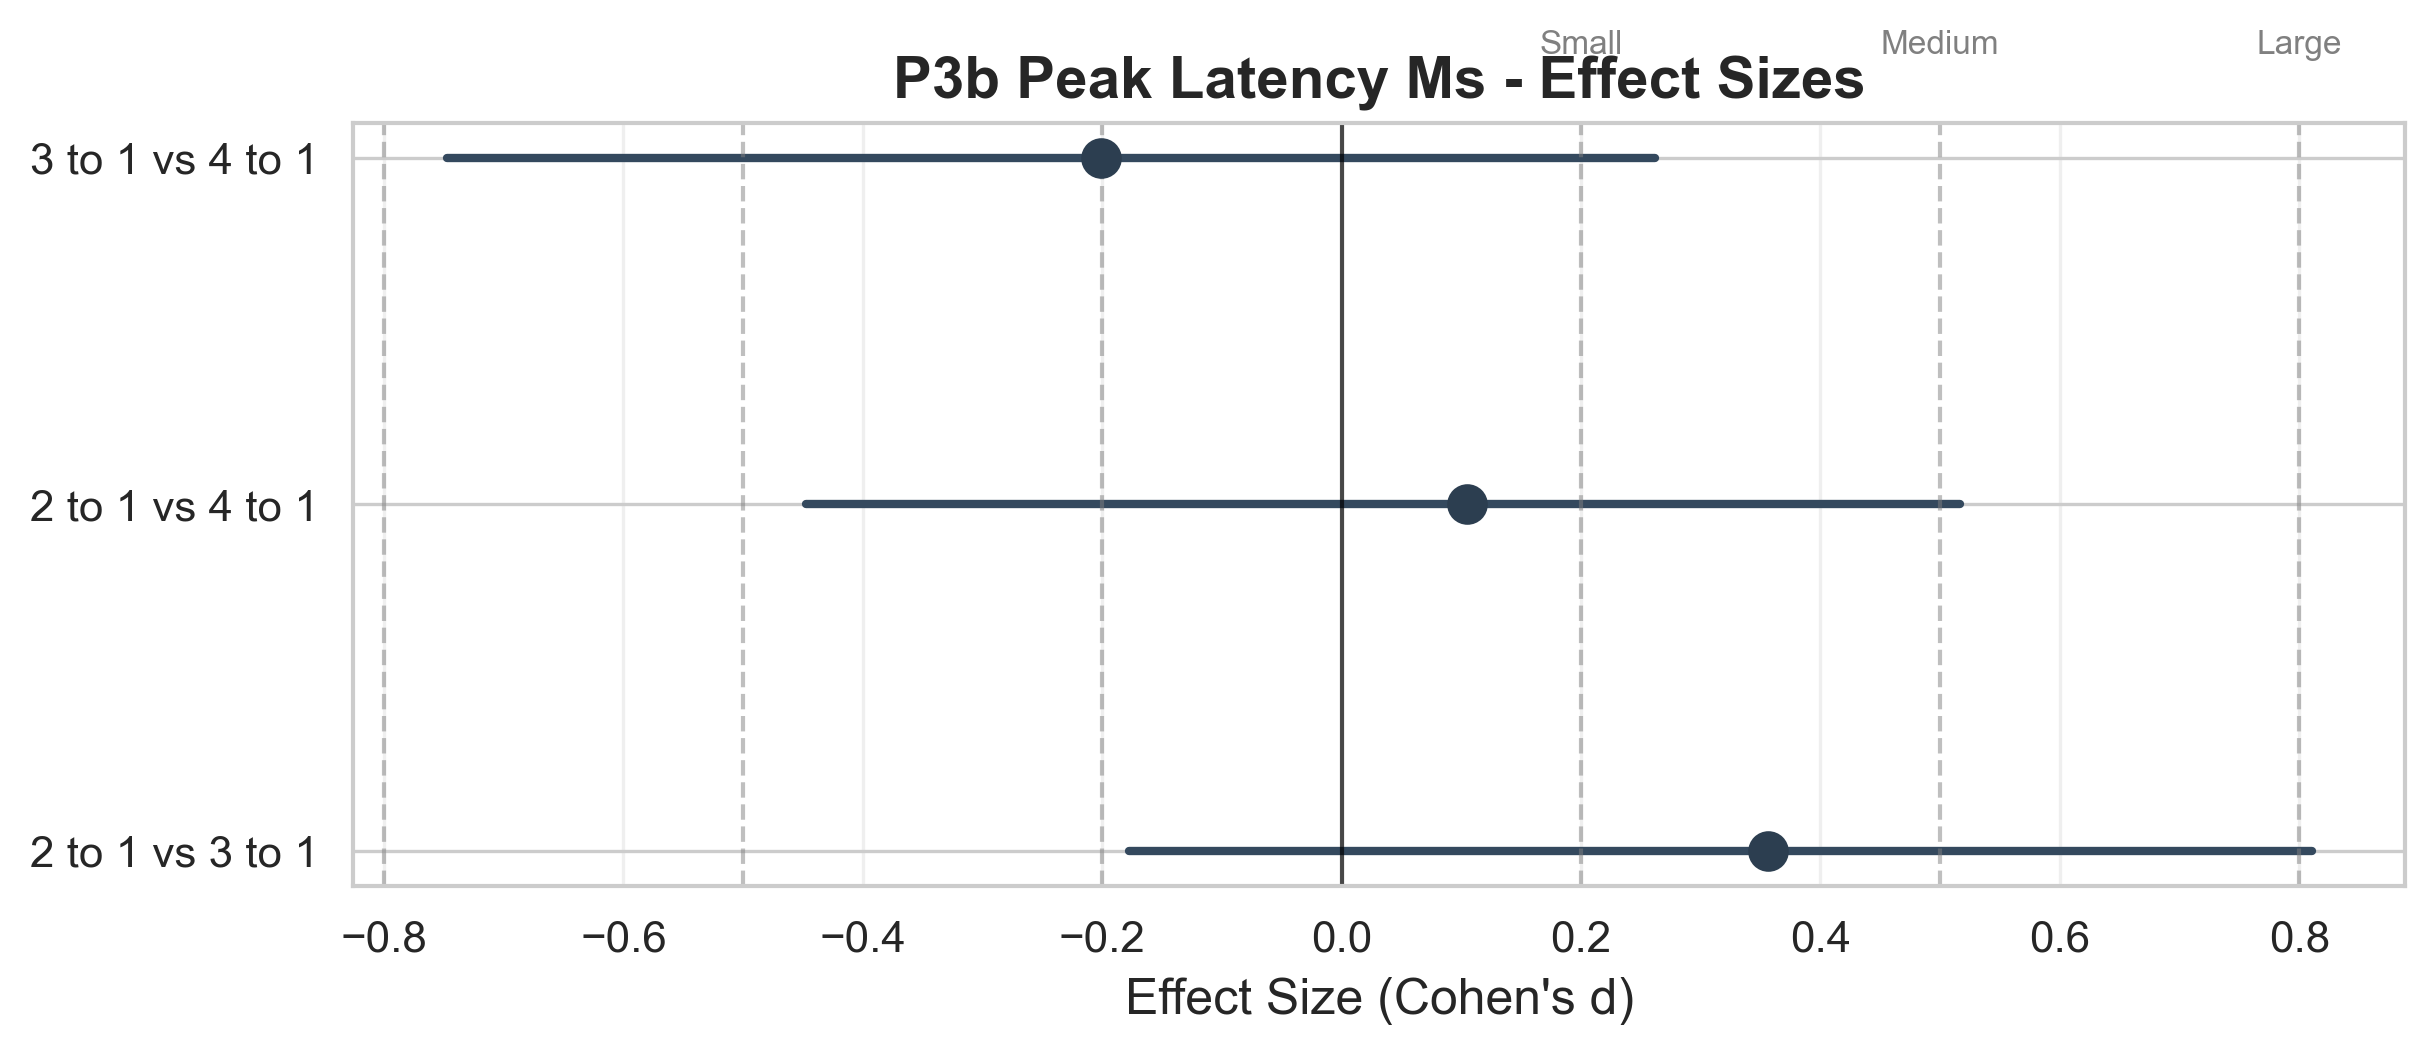 Small Medium Large
P3b Peak Latency Ms - Effect Sizes
3 to 1 vs 4 to 1
2 to 1 vs 4 to 1
2 to 1 vs 3 to 1
−0.8 −0.6 −0.4 −0.2 0.0 0.2 0.4 0.6 0.8
Effect Size (Cohen's d)